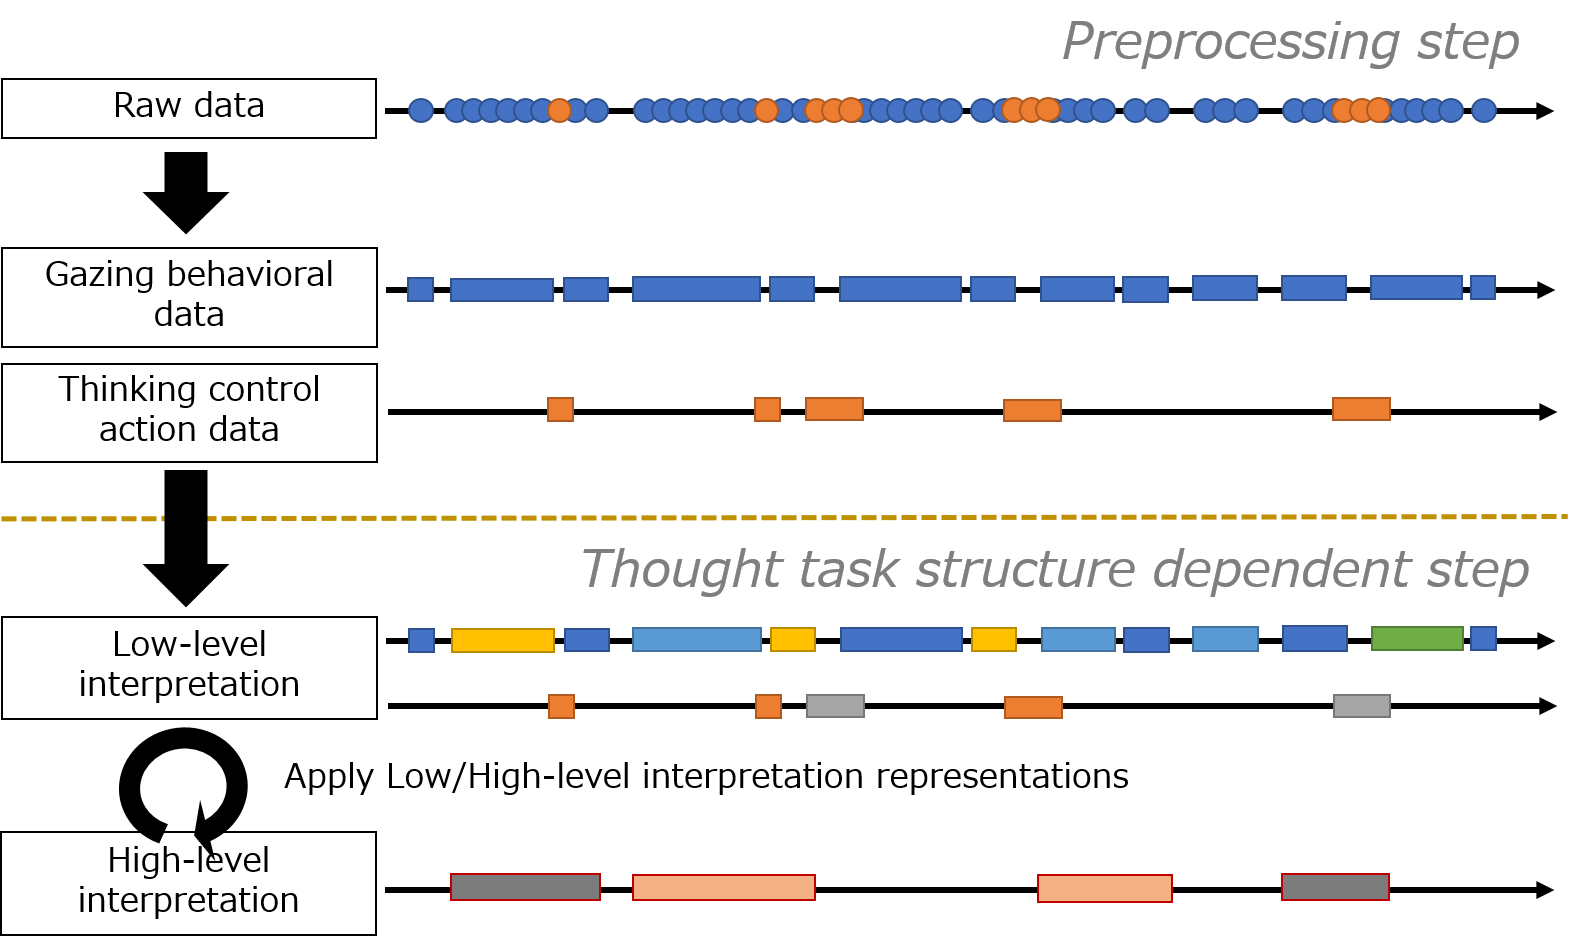 Preprocessing step
Raw data
Gazing behavioral
data
Thinking control
action data
Thought task structure dependent step
Low-level
interpretation
Apply Low/High-level interpretation representations
High-level
interpretation